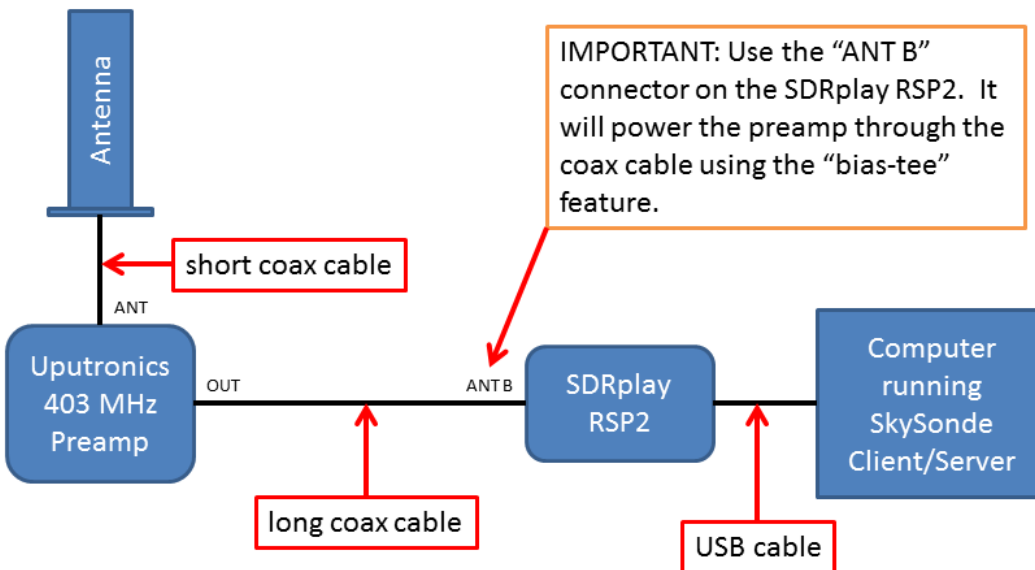 Antenna
IMPORTANT: Use the “ANT B”
connector on the SDRplay RSP2.  It
will power the preamp through the
coax cable using the “bias-tee”
feature.
short coax cable
ANT
Uputronics
403 MHz
Preamp
OUT
ANT B
SDRplay
RSP2
Computer
running
SkySonde
Client/Server
long coax cable
USB cable